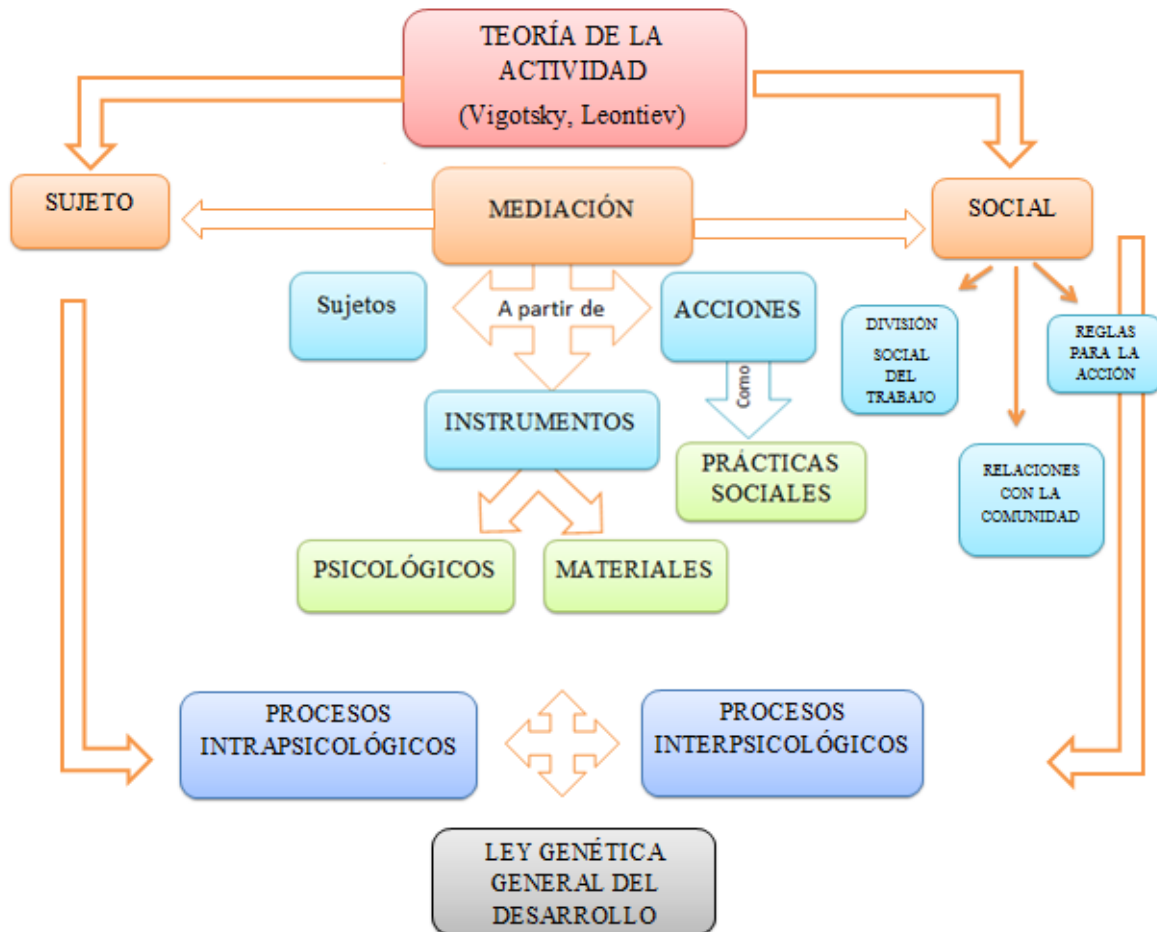 TEORÍA DE LA
ACTIVIDAD
(Vigotsky, Leontiev)
SUJETO
MEDIACIÓN
SOCIAL
Sujetos
A partir de
ACCIONES
DIVISIÓN
SOCIAL
DEL
TRABAJO
REGLAS
PARA LA
ACCIÓN
Como
INSTRUMENTOS
PRÁCTICAS
SOCIALES
RELACIONES
CON LA
COMUNIDAD
PSICOLÓGICOS
MATERIALES
PROCESOS
INTRAPSICOLÓGICOS
PROCESOS
INTERPSICOLÓGICOS
LEY GENÉTICA
GENERAL DEL
DESARROLLO